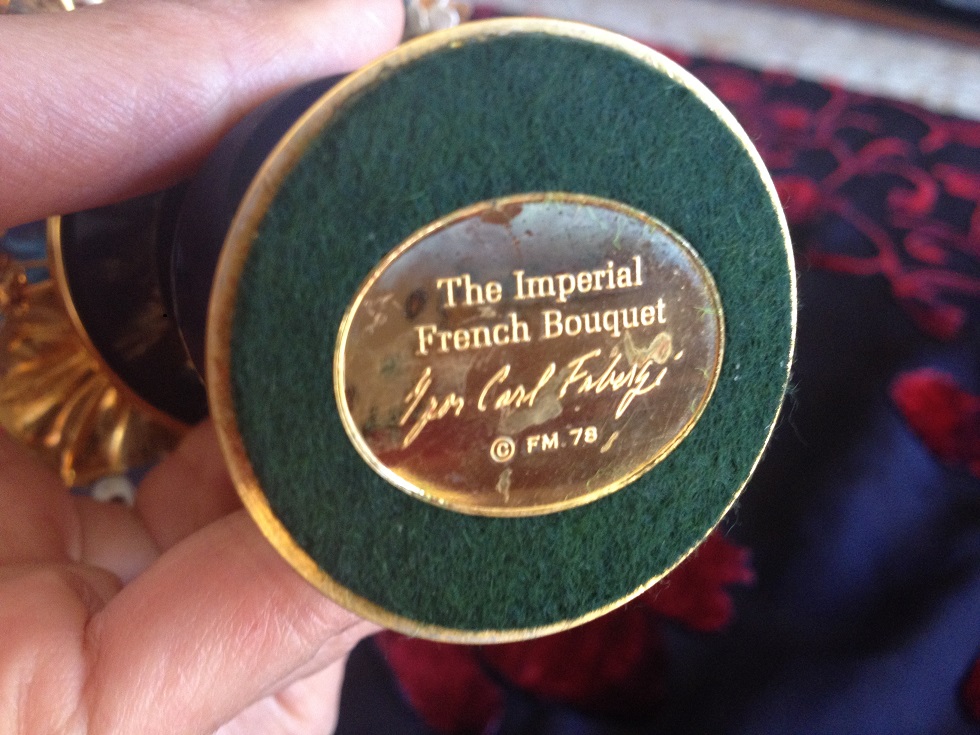 The Imperial
French Bouquet
Igor Carl Fabergé
© FM. 78